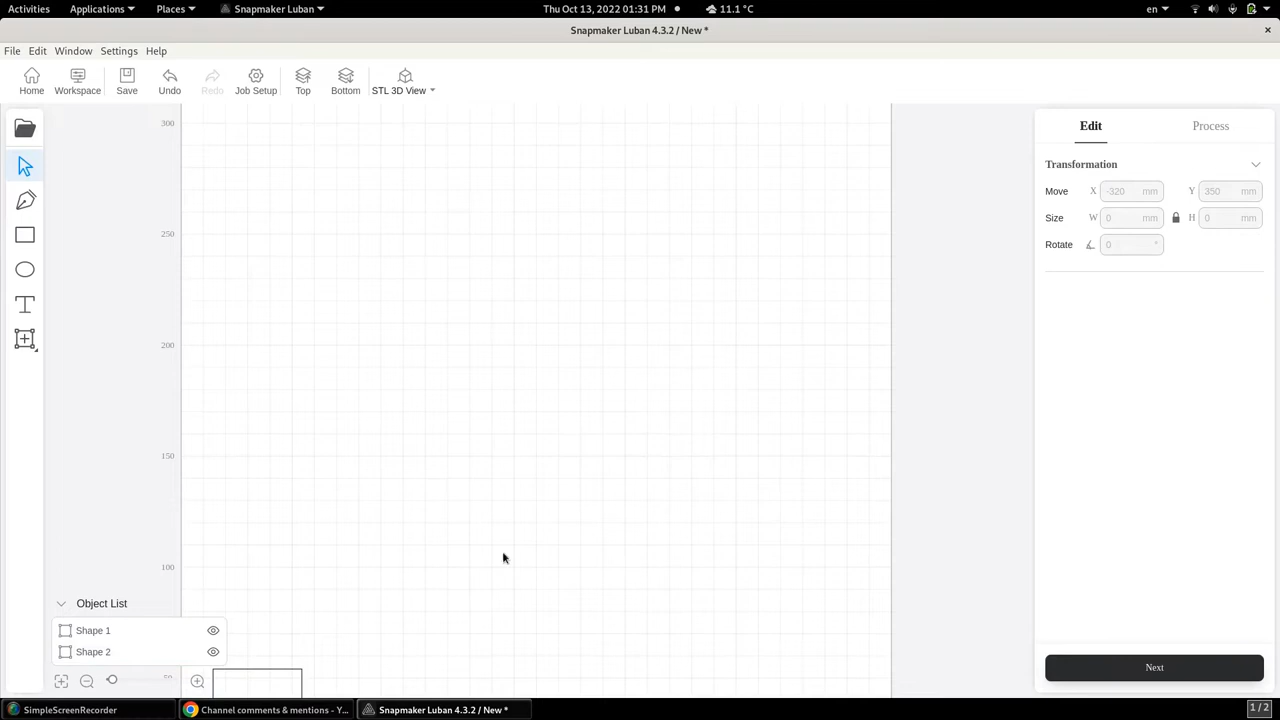 Activities Applications Places Snapmaker Luban Thu Oct 13, 2022 01:31 PM 11.1 °C en
Snapmaker Luban 4.3.2 / New *
File Edit Window Settings Help
Home Workspace Save Undo Redo Job Setup Top Bottom STL 3D View
Edit Process
Transformation
Move X -320 mm Y 350 mm
Size W 0 mm H 0 mm
Rotate 0 °
300
250
200
150
100
50
Object List
Shape 1
Shape 2
Next
SimpleScreenRecorder Channel comments & mentions - Y... Snapmaker Luban 4.3.2 / New * 1 / 2